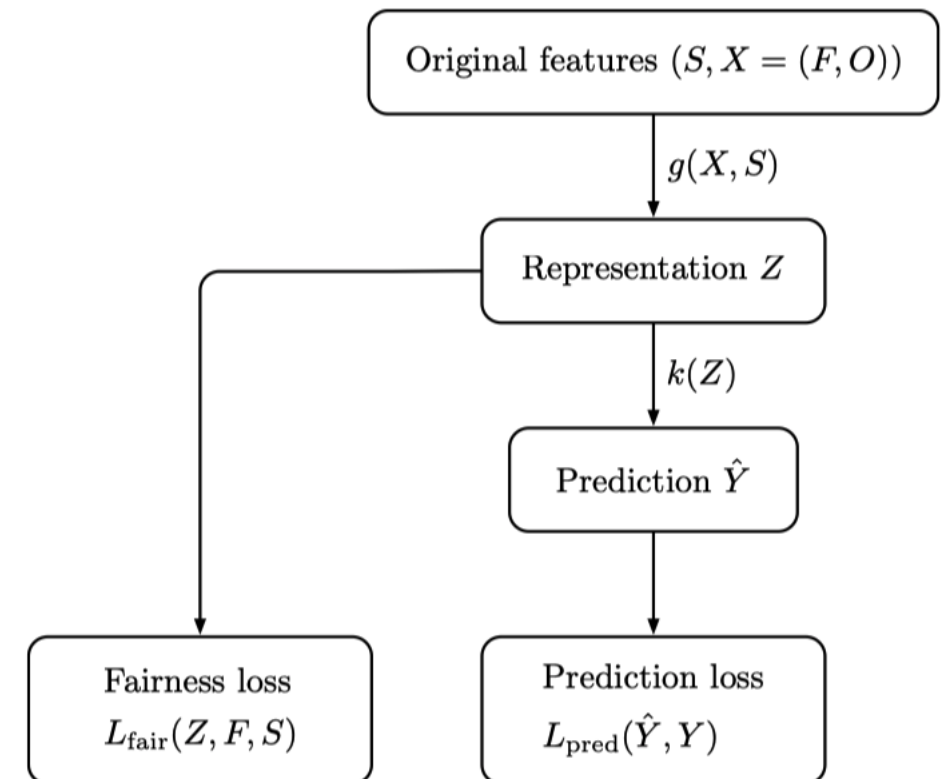 Original features (S, X = (F, O))
g(X, S)
Representation Z
k(Z)
Prediction Ŷ
Fairness loss
L_fair(Z, F, S)
Prediction loss
L_pred(Ŷ, Y)